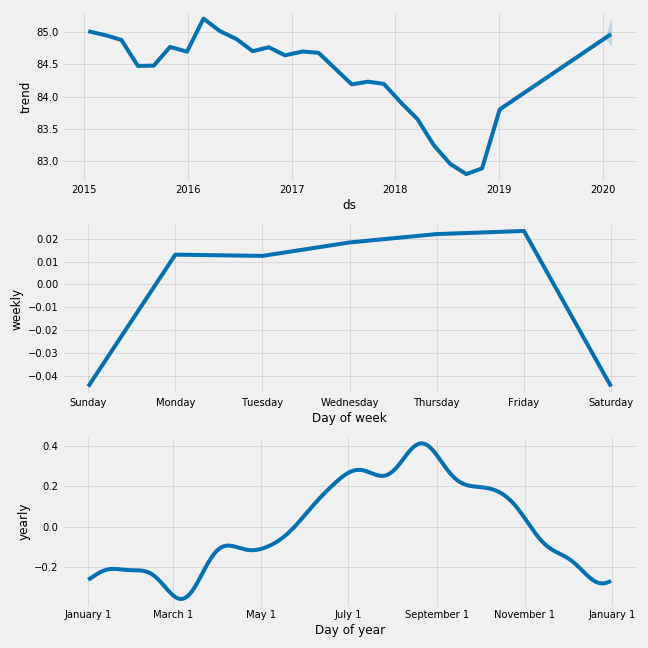 85.0
84.5
84.0
83.5
83.0
trend
2015 2016 2017 2018 2019 2020
ds
0.02
0.01
0.00
−0.01
−0.02
−0.03
−0.04
weekly
Sunday Monday Tuesday Wednesday Thursday Friday Saturday
Day of week
0.4
0.2
0.0
−0.2
yearly
January 1 March 1 May 1 July 1 September 1 November 1 January 1
Day of year